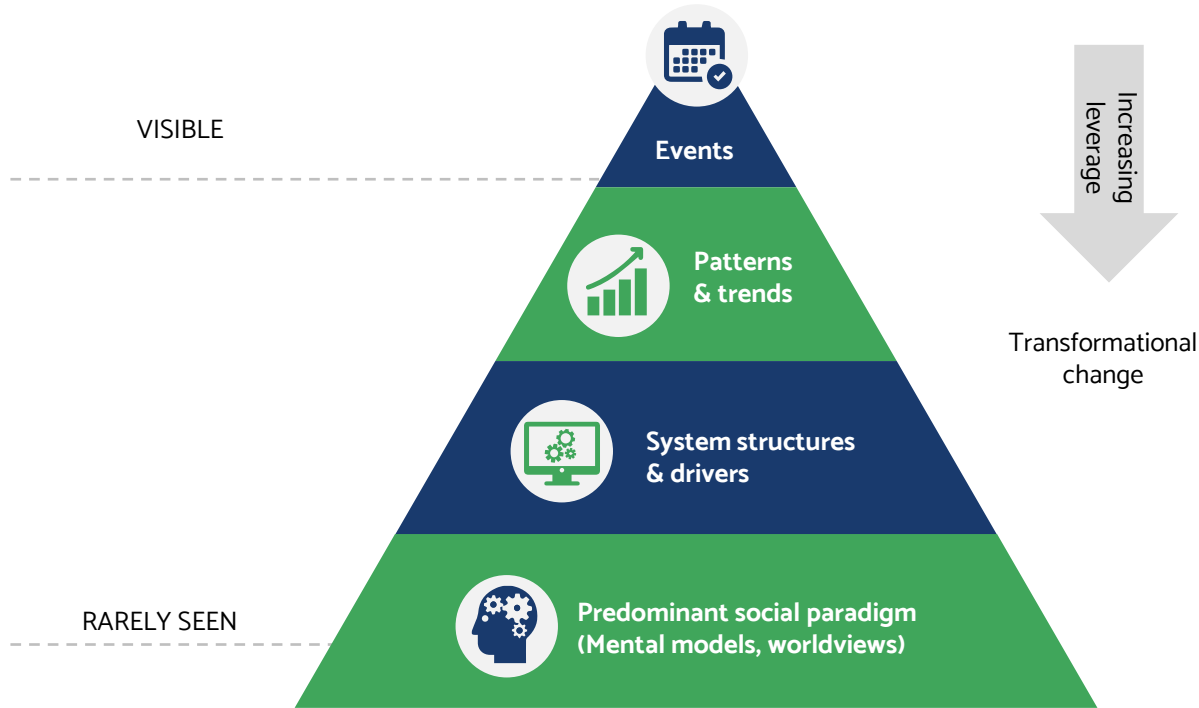 VISIBLE
Events
Increasing
leverage
Patterns
& trends
Transformational
change
System structures
& drivers
RARELY SEEN
Predominant social paradigm
(Mental models, worldviews)